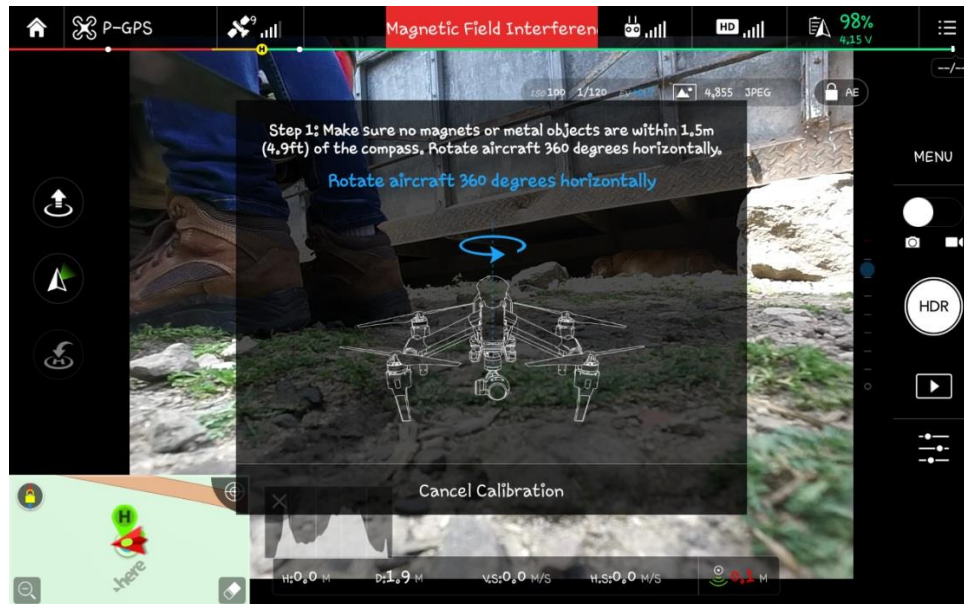 P-GPS
9
Magnetic Field Interferen
HD
98%
4.15 V
--/--
ISO 100 1/120 EV 4,855 JPEG
AE
Step 1: Make sure no magnets or metal objects are within 1.5m
(4.9ft) of the compass. Rotate aircraft 360 degrees horizontally.
Rotate aircraft 360 degrees horizontally
MENU
HDR
H
Cancel Calibration
H
here
H:0.0 M D:1.9 M V.S:0.0 M/S H.S:0.0 M/S 0.1 M